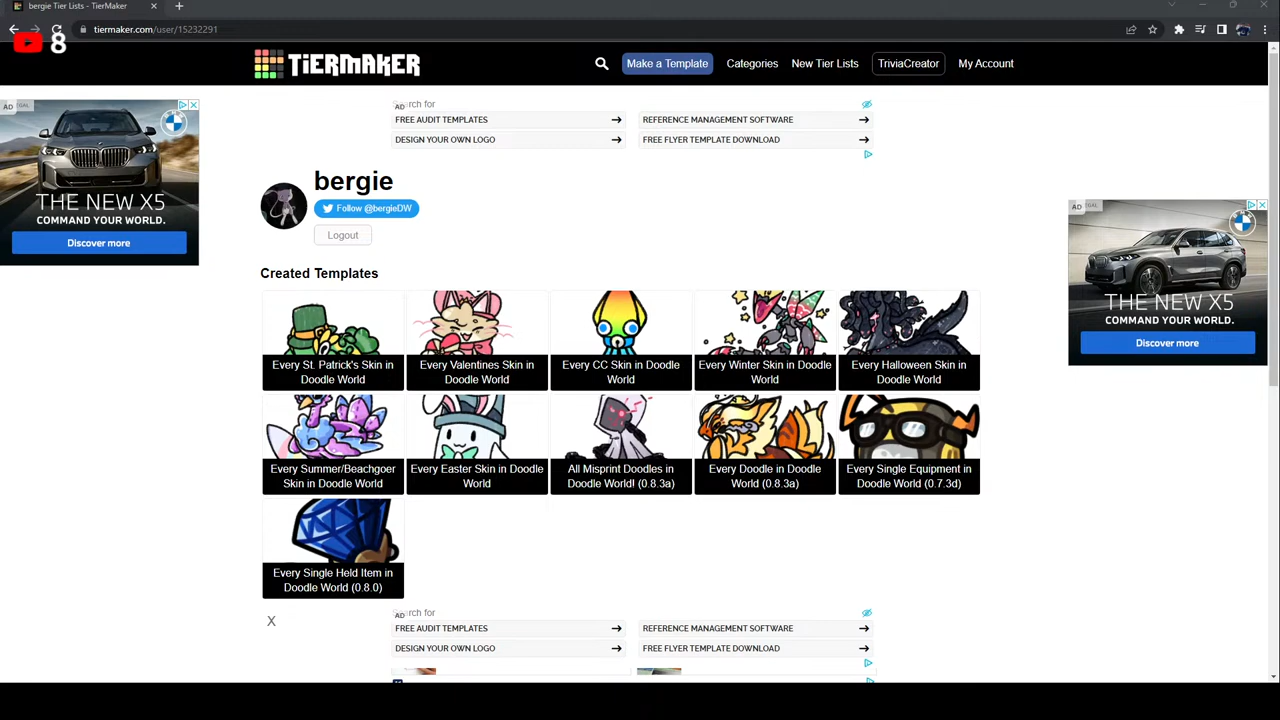 bergie Tier Lists - TierMaker
tiermaker.com/user/15232291
8
TiERMAKER
Make a Template
Categories
New Tier Lists
TriviaCreator
My Account
AD
THE NEW X5
COMMAND YOUR WORLD.
Discover more
AD
FREE AUDIT TEMPLATES
REFERENCE MANAGEMENT SOFTWARE
DESIGN YOUR OWN LOGO
FREE FLYER TEMPLATE DOWNLOAD
bergie
Follow @bergieDW
Logout
AD
THE NEW X5
COMMAND YOUR WORLD.
Discover more
Created Templates
Every St. Patrick's Skin in
Doodle World
Every Valentines Skin in
Doodle World
Every CC Skin in Doodle
World
Every Winter Skin in Doodle
World
Every Halloween Skin in
Doodle World
Every Summer/Beachgoer
Skin in Doodle World
Every Easter Skin in Doodle
World
All Misprint Doodles in
Doodle World! (0.8.3a)
Every Doodle in Doodle
World (0.8.3a)
Every Single Equipment in
Doodle World (0.7.3d)
Every Single Held Item in
Doodle World (0.8.0)
X
AD
FREE AUDIT TEMPLATES
REFERENCE MANAGEMENT SOFTWARE
DESIGN YOUR OWN LOGO
FREE FLYER TEMPLATE DOWNLOAD